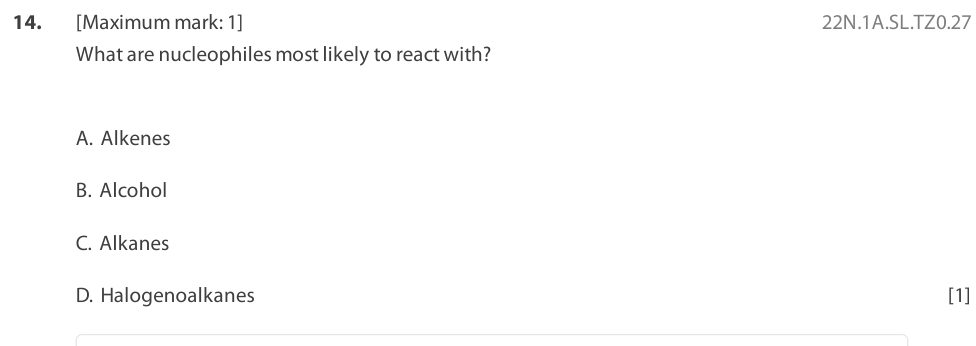 14. [Maximum mark: 1] 22N.1A.SL.TZ0.27
What are nucleophiles most likely to react with?
A. Alkenes
B. Alcohol
C. Alkanes
D. Halogenoalkanes [1]